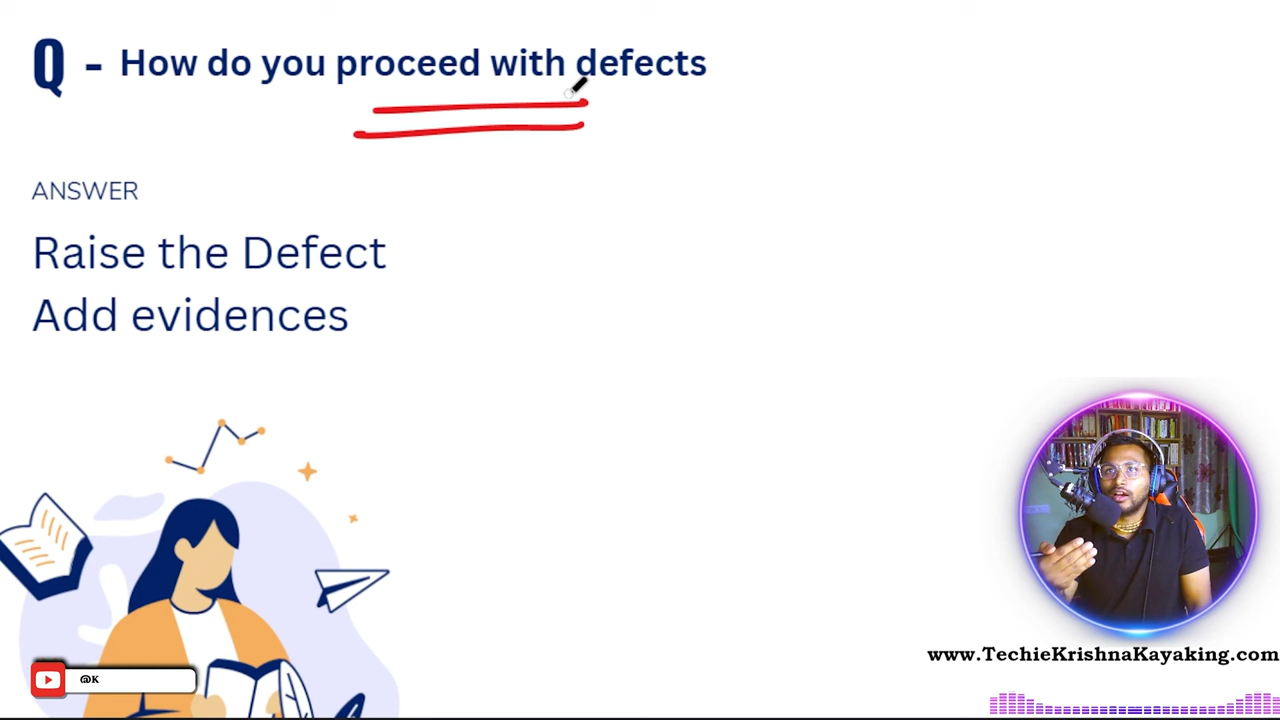 Q - How do you proceed with defects
ANSWER
Raise the Defect
Add evidences
@K
www.TechieKrishnaKayaking.com